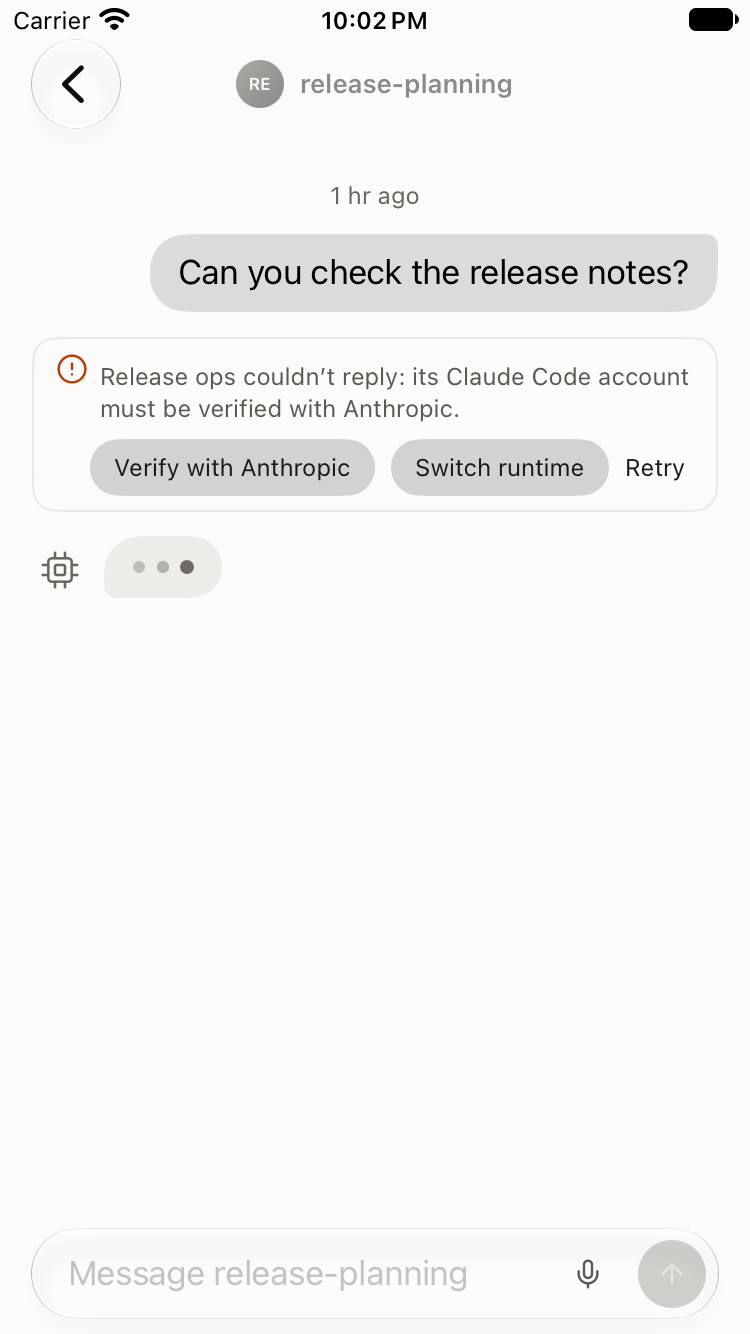 Carrier 10:02 PM
RE release-planning
1 hr ago
Can you check the release notes?
Release ops couldn’t reply: its Claude Code account
must be verified with Anthropic.
Verify with Anthropic Switch runtime Retry
Message release-planning